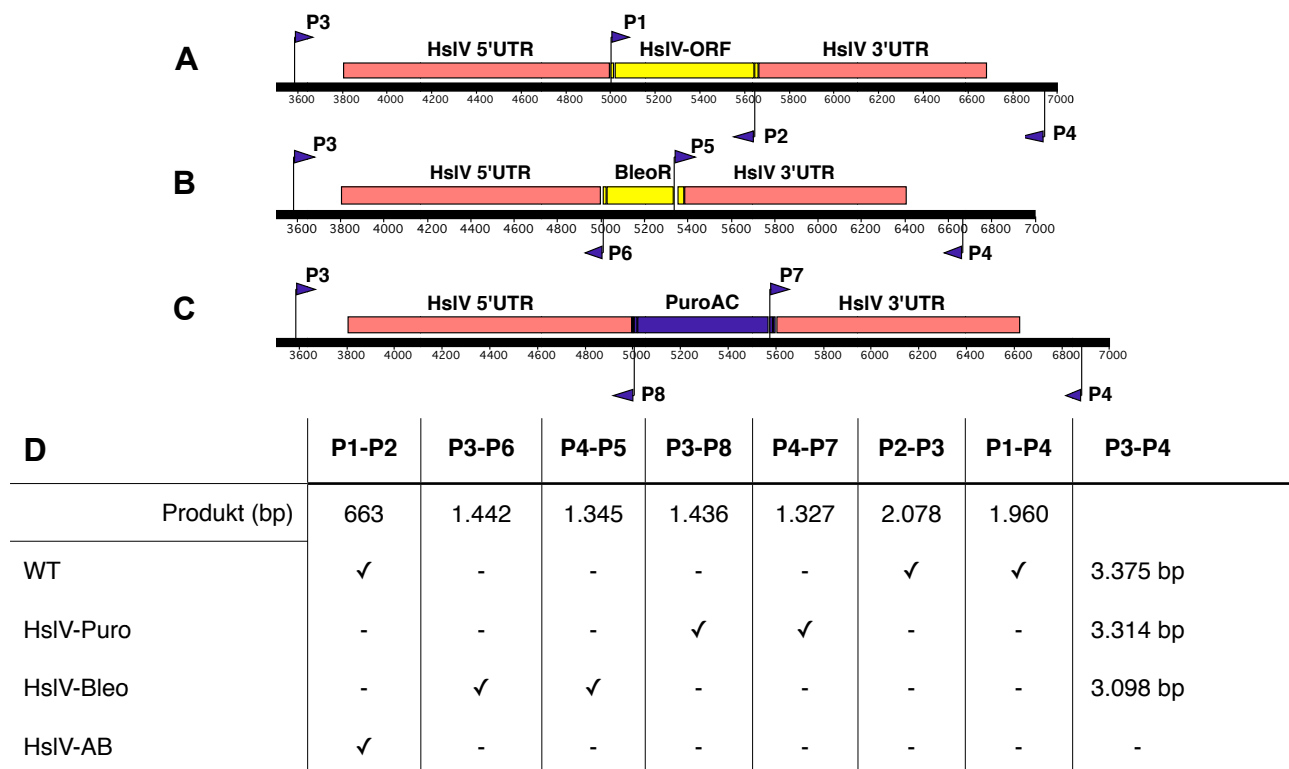 P3 P1
HslV 5'UTR HslV-ORF HslV 3'UTR
A
3600 3800 4000 4200 4400 4600 4800 5000 5200 5400 5600 5800 6000 6200 6400 6600 6800 7000
P2 P4
P3 P5
HslV 5'UTR BleoR HslV 3'UTR
B
3600 3800 4000 4200 4400 4600 4800 5000 5200 5400 5600 5800 6000 6200 6400 6600 6800 7000
P6 P4
P3 P7
HslV 5'UTR PuroAC HslV 3'UTR
C
3600 3800 4000 4200 4400 4600 4800 5000 5200 5400 5600 5800 6000 6200 6400 6600 6800 7000
P8 P4
D P1-P2 P3-P6 P4-P5 P3-P8 P4-P7 P2-P3 P1-P4 P3-P4
Produkt (bp) 663 1.442 1.345 1.436 1.327 2.078 1.960
WT ✓ - - - - ✓ ✓ 3.375 bp
HslV-Puro - - - ✓ ✓ - - 3.314 bp
HslV-Bleo - ✓ ✓ - - - - 3.098 bp
HslV-AB ✓ - - - - - - -